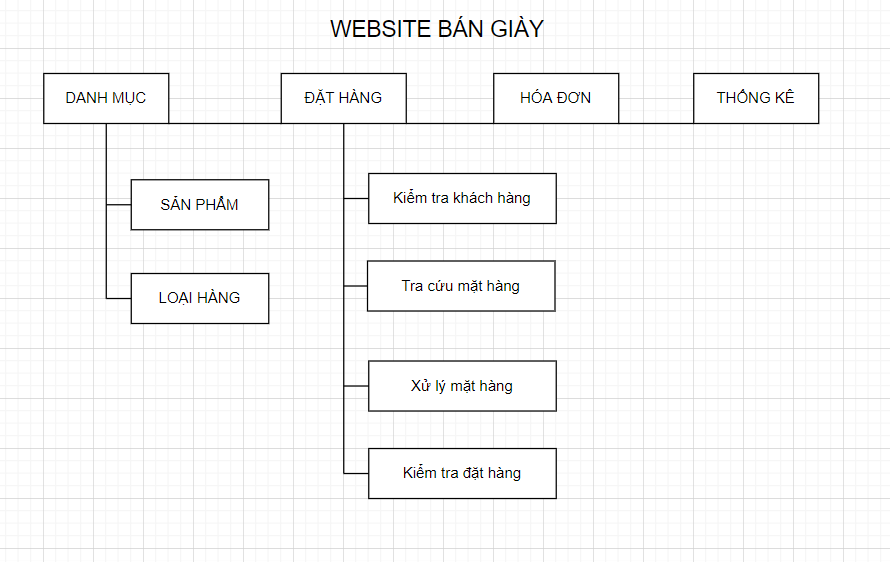 WEBSITE BÁN GIÀY
DANH MỤC
ĐẶT HÀNG
HÓA ĐƠN
THỐNG KÊ
SẢN PHẨM
LOẠI HÀNG
Kiểm tra khách hàng
Tra cứu mặt hàng
Xử lý mặt hàng
Kiểm tra đặt hàng